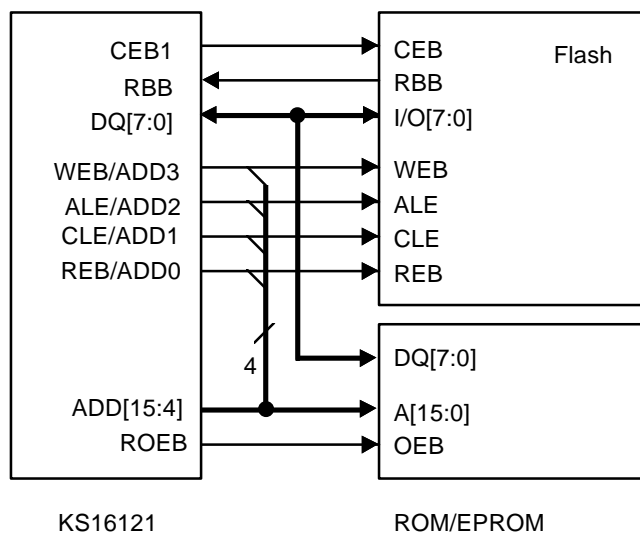 CEB1
CEB
Flash
RBB
RBB
DQ[7:0]
I/O[7:0]
WEB/ADD3
WEB
ALE/ADD2
ALE
CLE/ADD1
CLE
REB/ADD0
REB
4
DQ[7:0]
ADD[15:4]
A[15:0]
ROEB
OEB
KS16121
ROM/EPROM